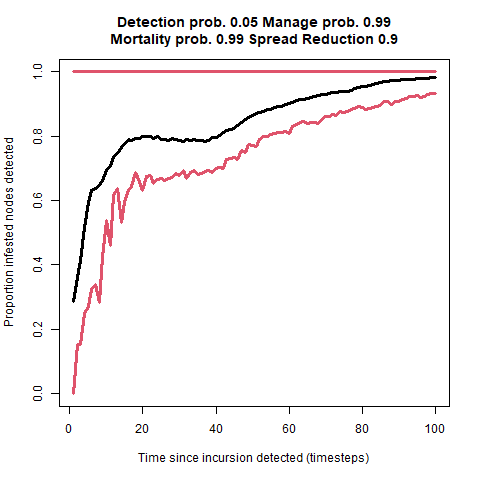 Detection prob. 0.05 Manage prob. 0.99
Mortality prob. 0.99 Spread Reduction 0.9
Proportion infested nodes detected
1.0
0.8
0.6
0.4
0.2
0.0
0 20 40 60 80 100
Time since incursion detected (timesteps)